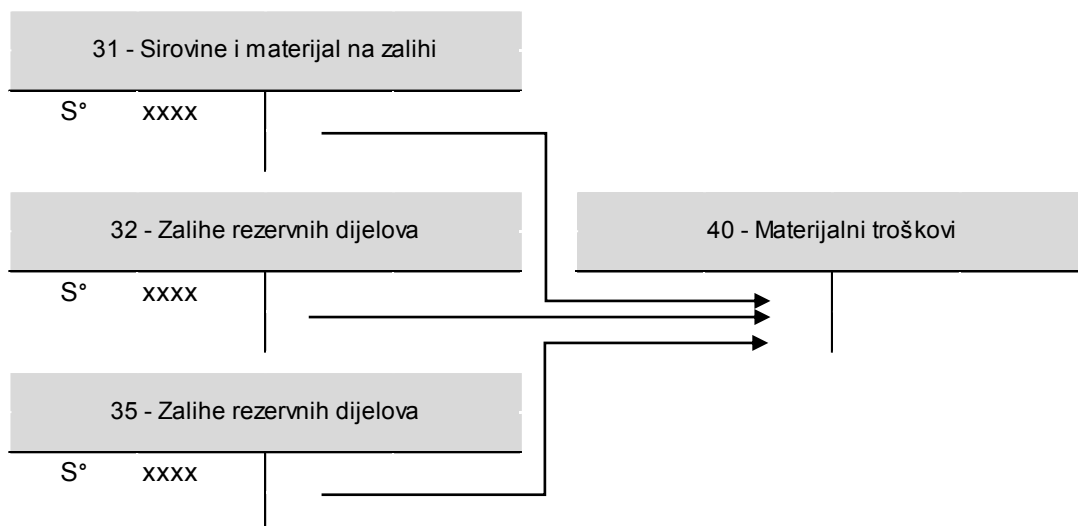 31 - Sirovine i materijal na zalihi
S° xxxx
32 - Zalihe rezervnih dijelova
40 - Materijalni troškovi
S° xxxx
35 - Zalihe rezervnih dijelova
S° xxxx